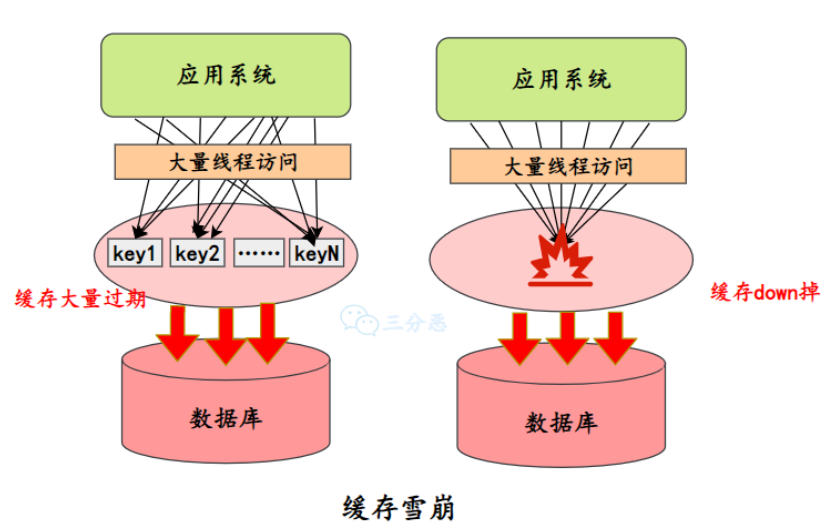 应用系统
大量线程访问
key1 key2 …… keyN
缓存大量过期
数据库
应用系统
大量线程访问
缓存down掉
数据库
三分恶
缓存雪崩